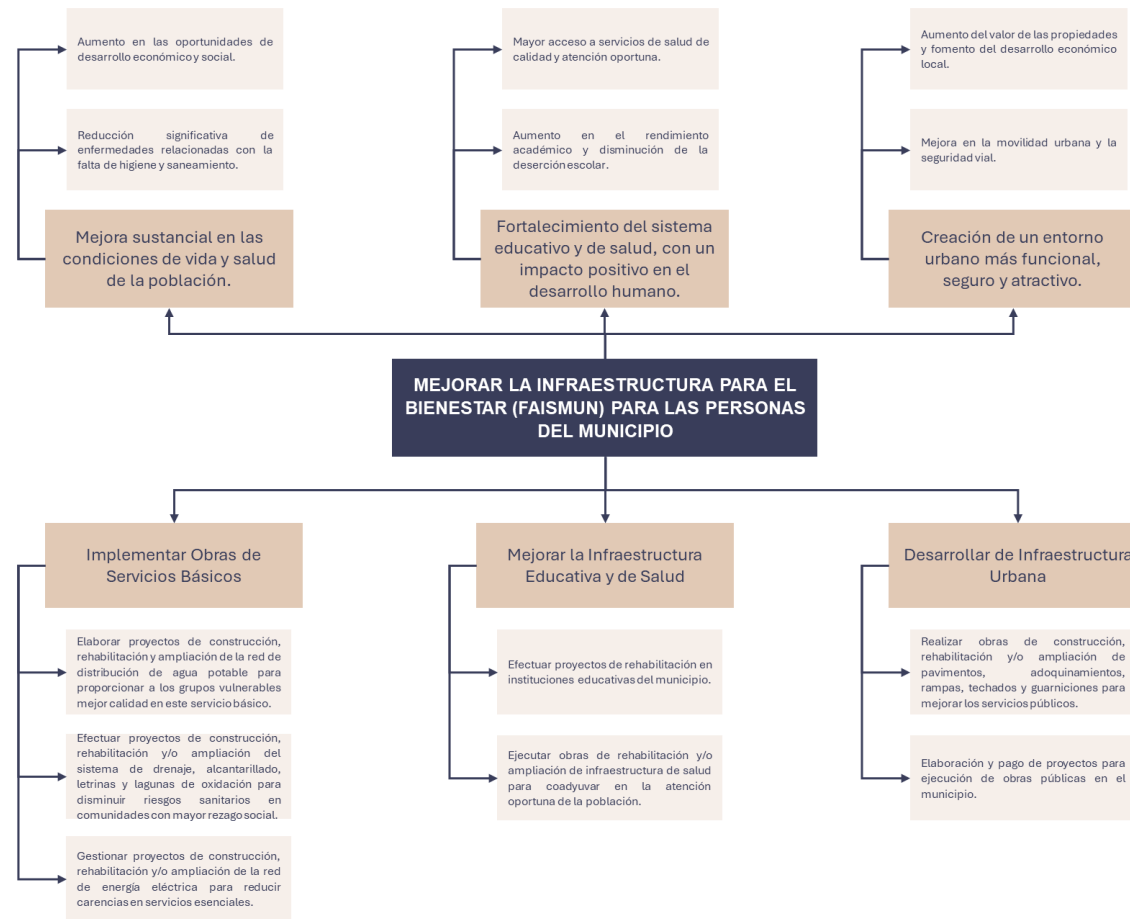 Aumento en las oportunidades de
desarrollo económico y social.
Mayor acceso a servicios de salud de
calidad y atención oportuna.
Aumento del valor de las propiedades
y fomento del desarrollo económico
local.
Reducción significativa de
enfermedades relacionadas con la
falta de higiene y saneamiento.
Aumento en el rendimiento
académico y disminución de la
deserción escolar.
Mejora en la movilidad urbana y la
seguridad vial.
Mejora sustancial en las
condiciones de vida y salud
de la población.
Fortalecimiento del sistema
educativo y de salud, con un
impacto positivo en el
desarrollo humano.
Creación de un entorno
urbano más funcional,
seguro y atractivo.
MEJORAR LA INFRAESTRUCTURA PARA EL
BIENESTAR (FAISMUN) PARA LAS PERSONAS
DEL MUNICIPIO
Implementar Obras de
Servicios Básicos
Mejorar la Infraestructura
Educativa y de Salud
Desarrollar de Infraestructura
Urbana
Elaborar proyectos de construcción,
rehabilitación y ampliación de la red de
distribución de agua potable para
proporcionar a los grupos vulnerables
mejor calidad en este servicio básico.
Efectuar proyectos de rehabilitación en
instituciones educativas del municipio.
Realizar obras de construcción,
rehabilitación y/o ampliación de
pavimentos, adoquinamientos,
rampas, techados y guarniciones para
mejorar los servicios públicos.
Efectuar proyectos de construcción,
rehabilitación y/o ampliación del
sistema de drenaje, alcantarillado,
letrinas y lagunas de oxidación para
disminuir riesgos sanitarios en
comunidades con mayor rezago social.
Ejecutar obras de rehabilitación y/o
ampliación de infraestructura de salud
para coadyuvar en la atención
oportuna de la población.
Elaboración y pago de proyectos para
ejecución de obras públicas en el
municipio.
Gestionar proyectos de construcción,
rehabilitación y/o ampliación de la red
de energía eléctrica para reducir
carencias en servicios esenciales.